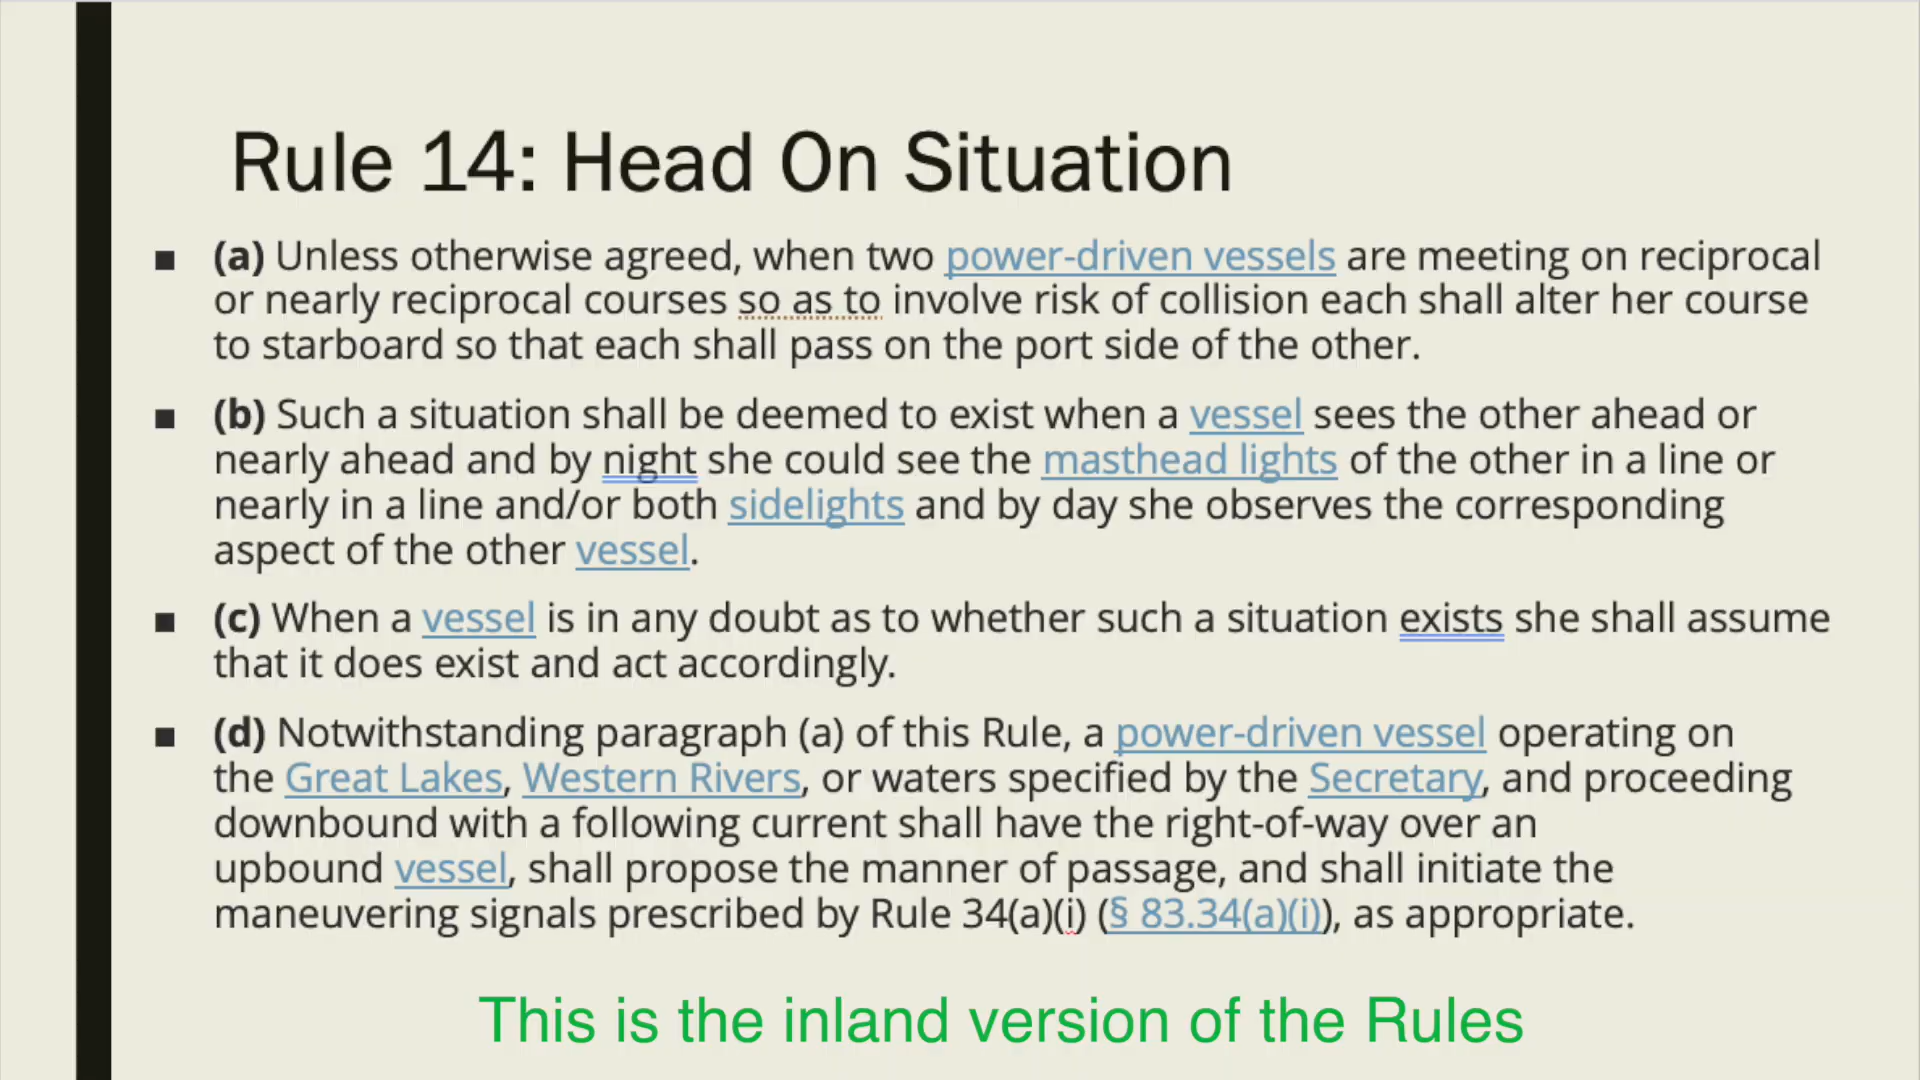 Rule 14: Head On Situation
(a) Unless otherwise agreed, when two power-driven vessels are meeting on reciprocal
or nearly reciprocal courses so as to involve risk of collision each shall alter her course
to starboard so that each shall pass on the port side of the other.
(b) Such a situation shall be deemed to exist when a vessel sees the other ahead or
nearly ahead and by night she could see the masthead lights of the other in a line or
nearly in a line and/or both sidelights and by day she observes the corresponding
aspect of the other vessel.
(c) When a vessel is in any doubt as to whether such a situation exists she shall assume
that it does exist and act accordingly.
(d) Notwithstanding paragraph (a) of this Rule, a power-driven vessel operating on
the Great Lakes, Western Rivers, or waters specified by the Secretary, and proceeding
downbound with a following current shall have the right-of-way over an
upbound vessel, shall propose the manner of passage, and shall initiate the
maneuvering signals prescribed by Rule 34(a)(i) (§ 83.34(a)(i)), as appropriate.
This is the inland version of the Rules